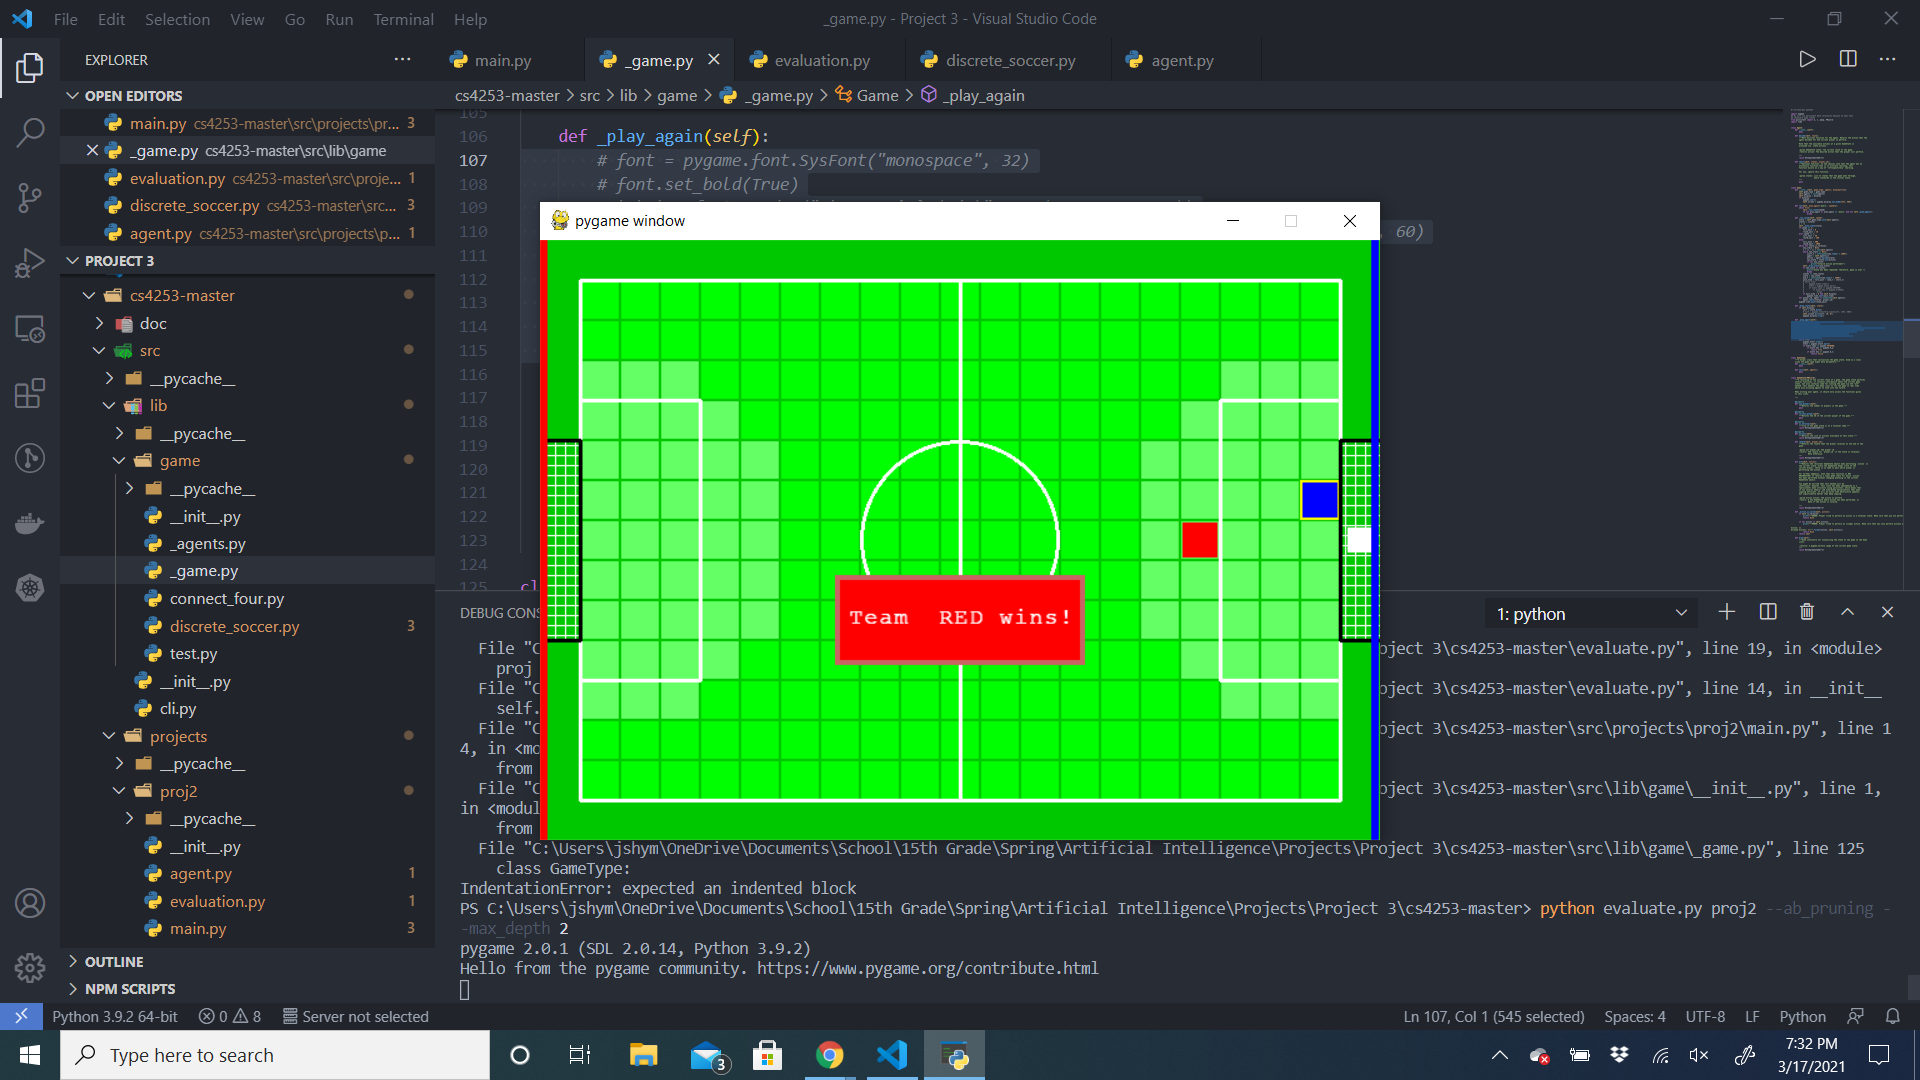 File Edit Selection View Go Run Terminal Help
_game.py - Project 3 - Visual Studio Code
EXPLORER
main.py
_game.py
evaluation.py
discrete_soccer.py
agent.py
OPEN EDITORS
main.py cs4253-master\src\projects\pr... 3
_game.py cs4253-master\src\lib\game
evaluation.py cs4253-master\src\proje... 1
discrete_soccer.py cs4253-master\src... 3
agent.py cs4253-master\src\projects\p... 1
PROJECT 3
cs4253-master
doc
src
__pycache__
lib
__pycache__
game
__pycache__
__init__.py
_agents.py
_game.py
connect_four.py
discrete_soccer.py 3
test.py
__init__.py
cli.py
projects
__pycache__
proj2
__pycache__
__init__.py
agent.py 1
evaluation.py 1
main.py 3
OUTLINE
NPM SCRIPTS
cs4253-master > src > lib > game > _game.py > Game > _play_again
105
106 def _play_again(self):
107 # font = pygame.font.SysFont("monospace", 32)
108 # font.set_bold(True)
109
110 , 60)
111
112
113
114
115
116
117
118
119
120
121
122
123
124
125 cl
pygame window
Team RED wins!
DEBUG CONS
1: python
File "C oject 3\cs4253-master\evaluate.py", line 19, in <module>
proj
File "C oject 3\cs4253-master\evaluate.py", line 14, in __init__
self.
File "C oject 3\cs4253-master\src\projects\proj2\main.py", line 1
4, in <mo
from
File "C oject 3\cs4253-master\src\lib\game\__init__.py", line 1,
in <modul
from
File "C:\Users\jshym\OneDrive\Documents\School\15th Grade\Spring\Artificial Intelligence\Projects\Project 3\cs4253-master\src\lib\game\_game.py", line 125
class GameType:
IndentationError: expected an indented block
PS C:\Users\jshym\OneDrive\Documents\School\15th Grade\Spring\Artificial Intelligence\Projects\Project 3\cs4253-master> python evaluate.py proj2 --ab_pruning -
-max_depth 2
pygame 2.0.1 (SDL 2.0.14, Python 3.9.2)
Hello from the pygame community. https://www.pygame.org/contribute.html
Python 3.9.2 64-bit 0 8 Server not selected
Ln 107, Col 1 (545 selected) Spaces: 4 UTF-8 LF Python
Type here to search
3
7:32 PM
3/17/2021